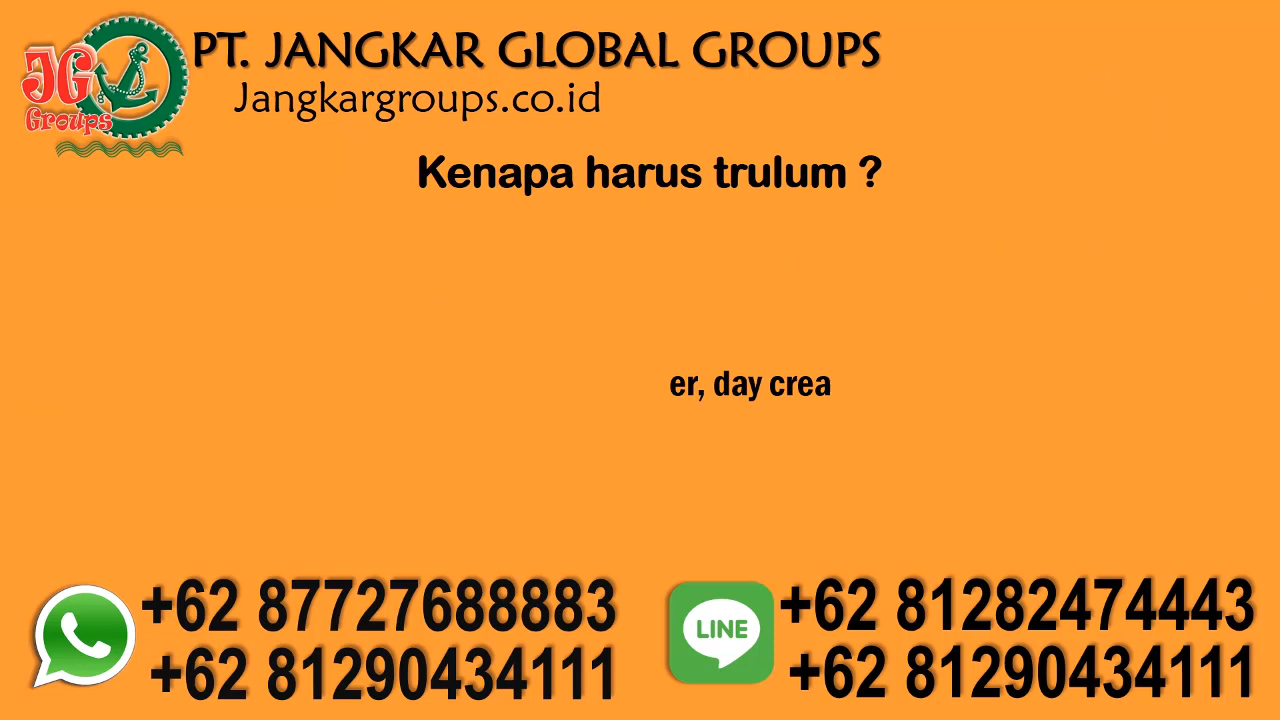 JG
Groups
PT. JANGKAR GLOBAL GROUPS
Jangkargroups.co.id
Kenapa harus trulum ?
er, day crea
+62 87727688883
+62 81290434111
LINE
+62 81282474443
+62 81290434111